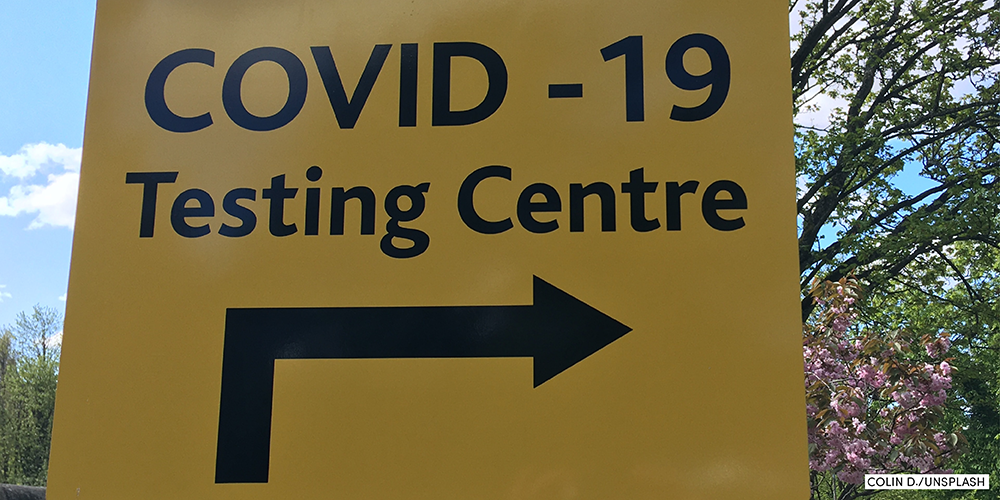 COVID - 19
Testing Centre
COLIN D./UNSPLASH